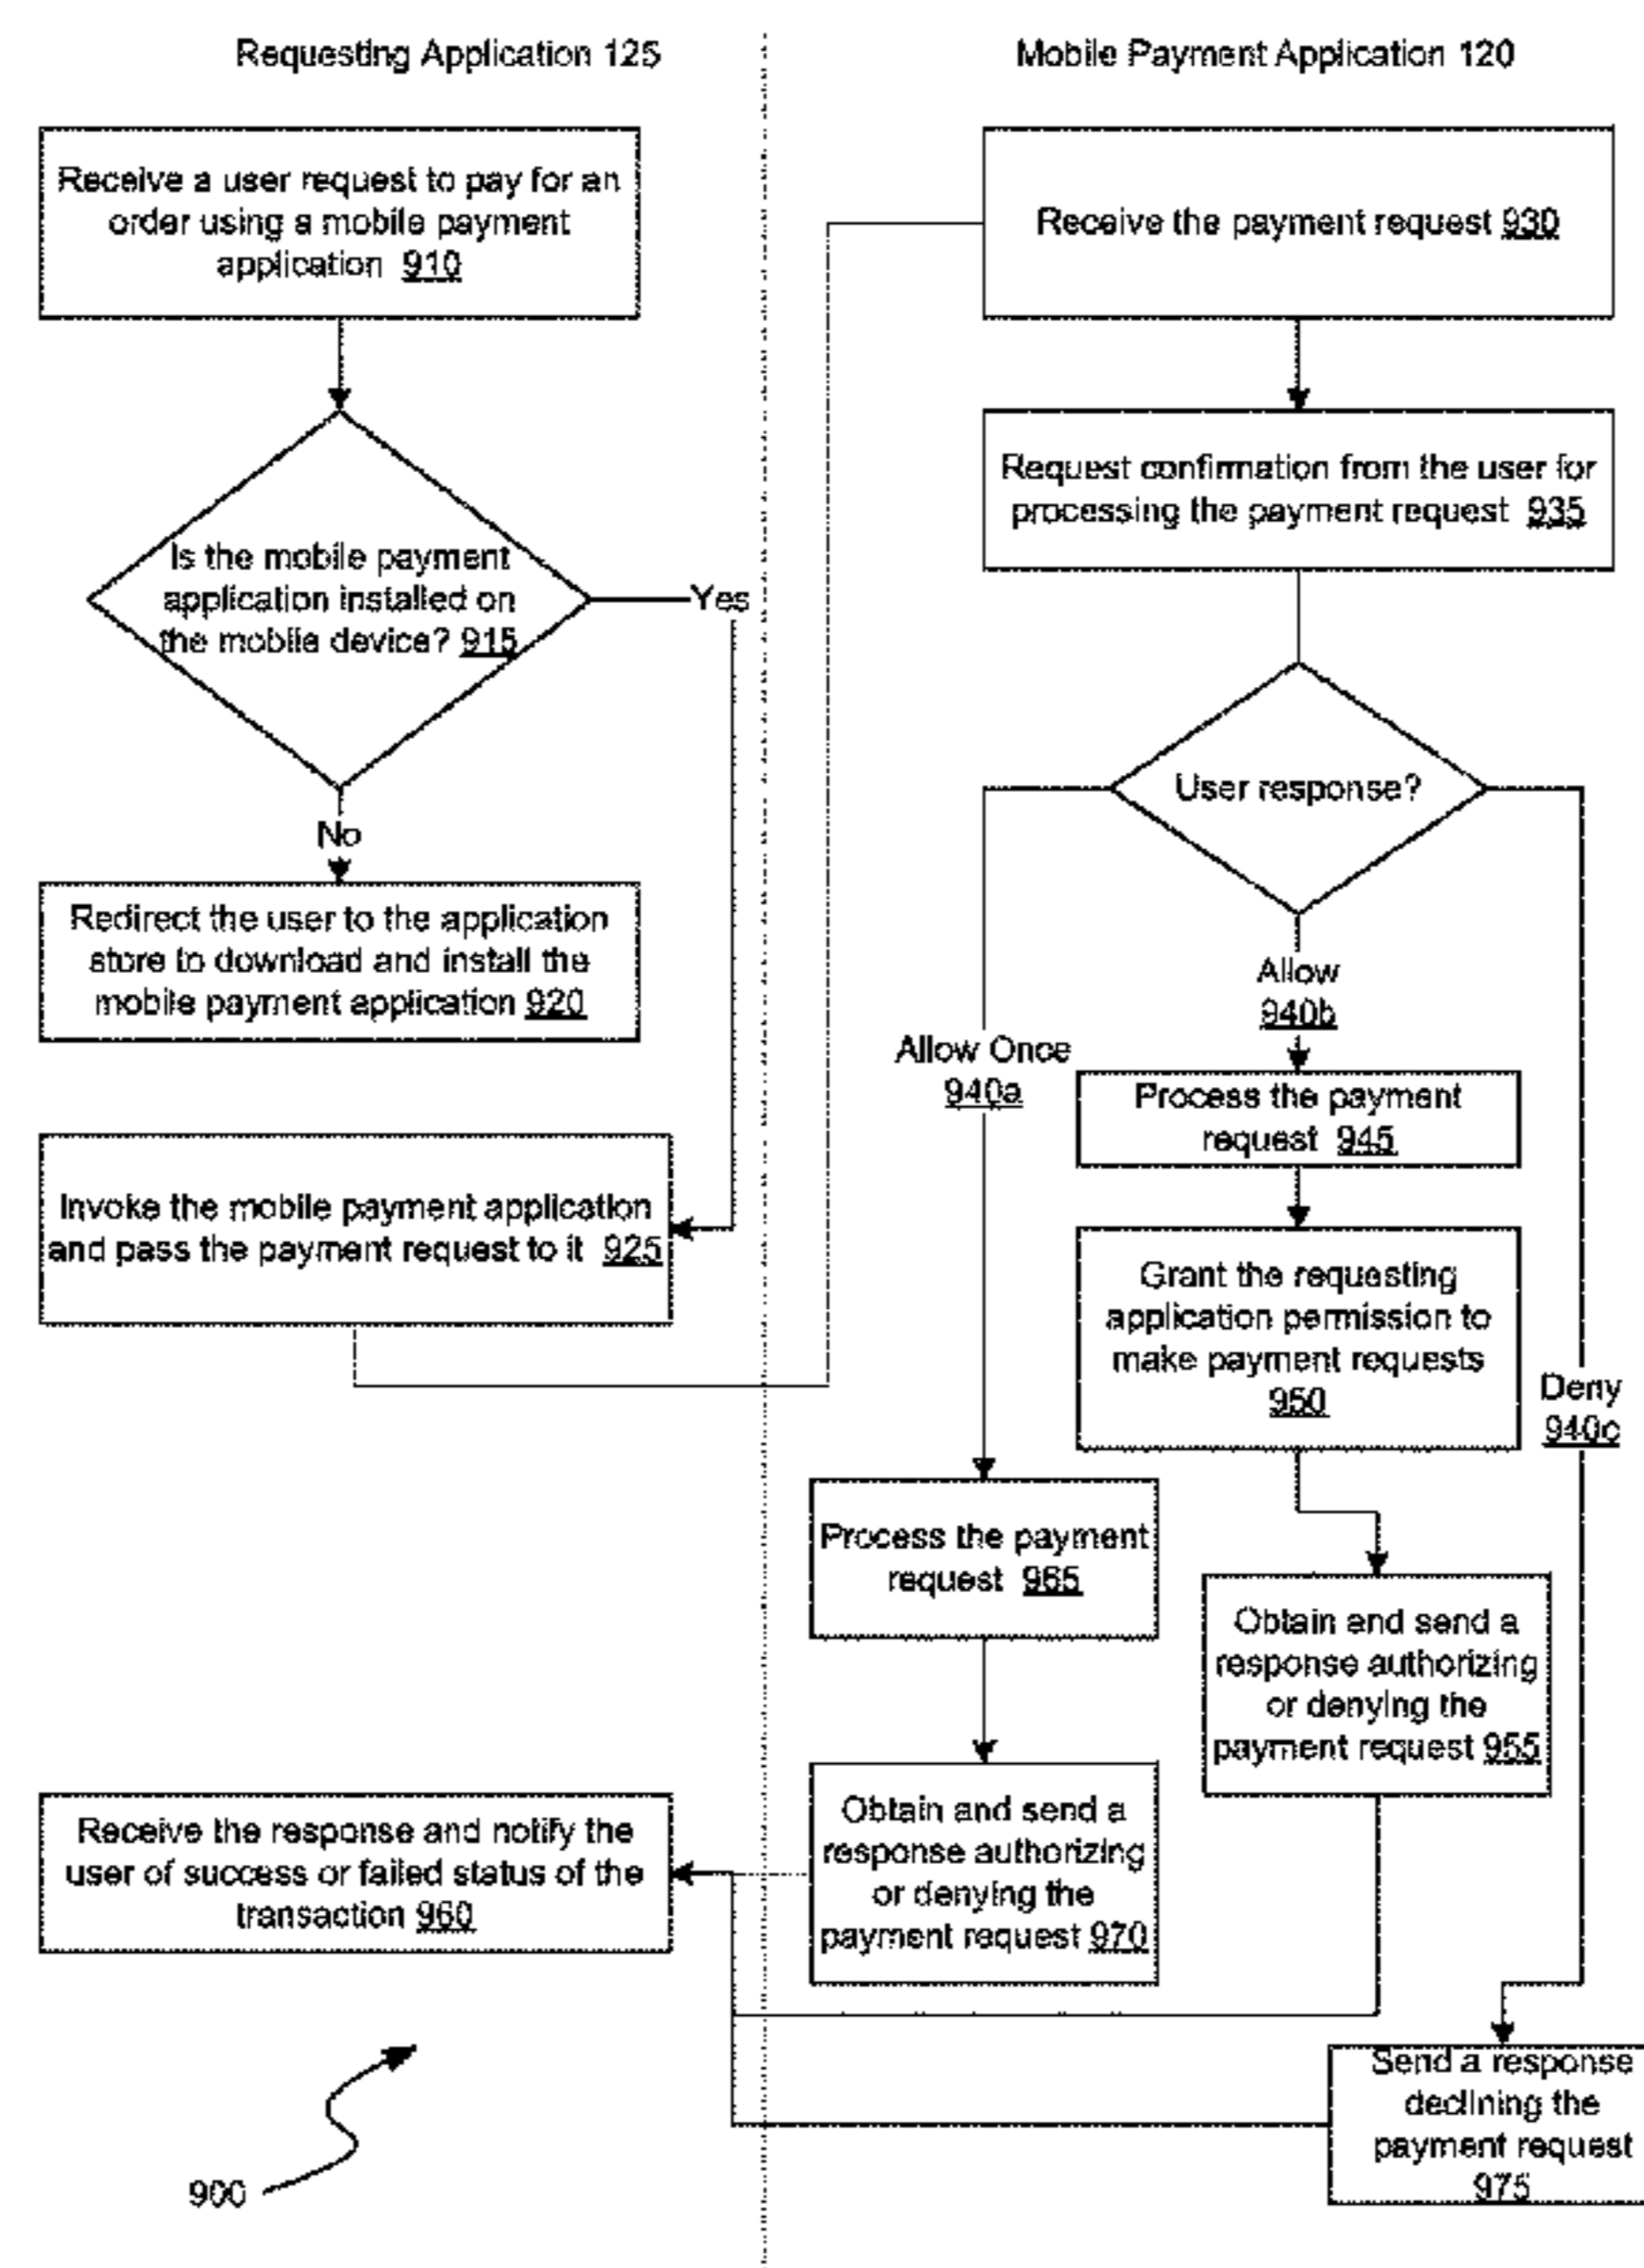 Requesting Application 125
Mobile Payment Application 120
Receive a user request to pay for an
order using a mobile payment
application 910
Receive the payment request 930
Is the mobile payment
application installed on
the mobile device? 915
Yes
No
Redirect the user to the application
store to download and install the
mobile payment application 920
Invoke the mobile payment application
and pass the payment request to it 925
Request confirmation from the user for
processing the payment request 935
User response?
Allow Once
940a
Allow
940b
Deny
940c
Process the payment
request 945
Grant the requesting
application permission to
make payment requests
950
Process the payment
request 965
Obtain and send a
response authorizing
or denying the
payment request 955
Obtain and send a
response authorizing
or denying the
payment request 970
Receive the response and notify the
user of success or failed status of the
transaction 960
Send a response
declining the
payment request
975
900